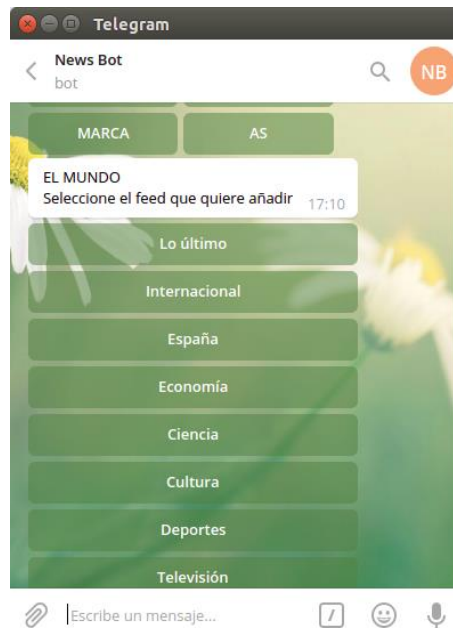 Telegram
News Bot
bot
NB
MARCA
AS
EL MUNDO
Seleccione el feed que quiere añadir 17:10
Lo último
Internacional
España
Economía
Ciencia
Cultura
Deportes
Televisión
Escribe un mensaje...